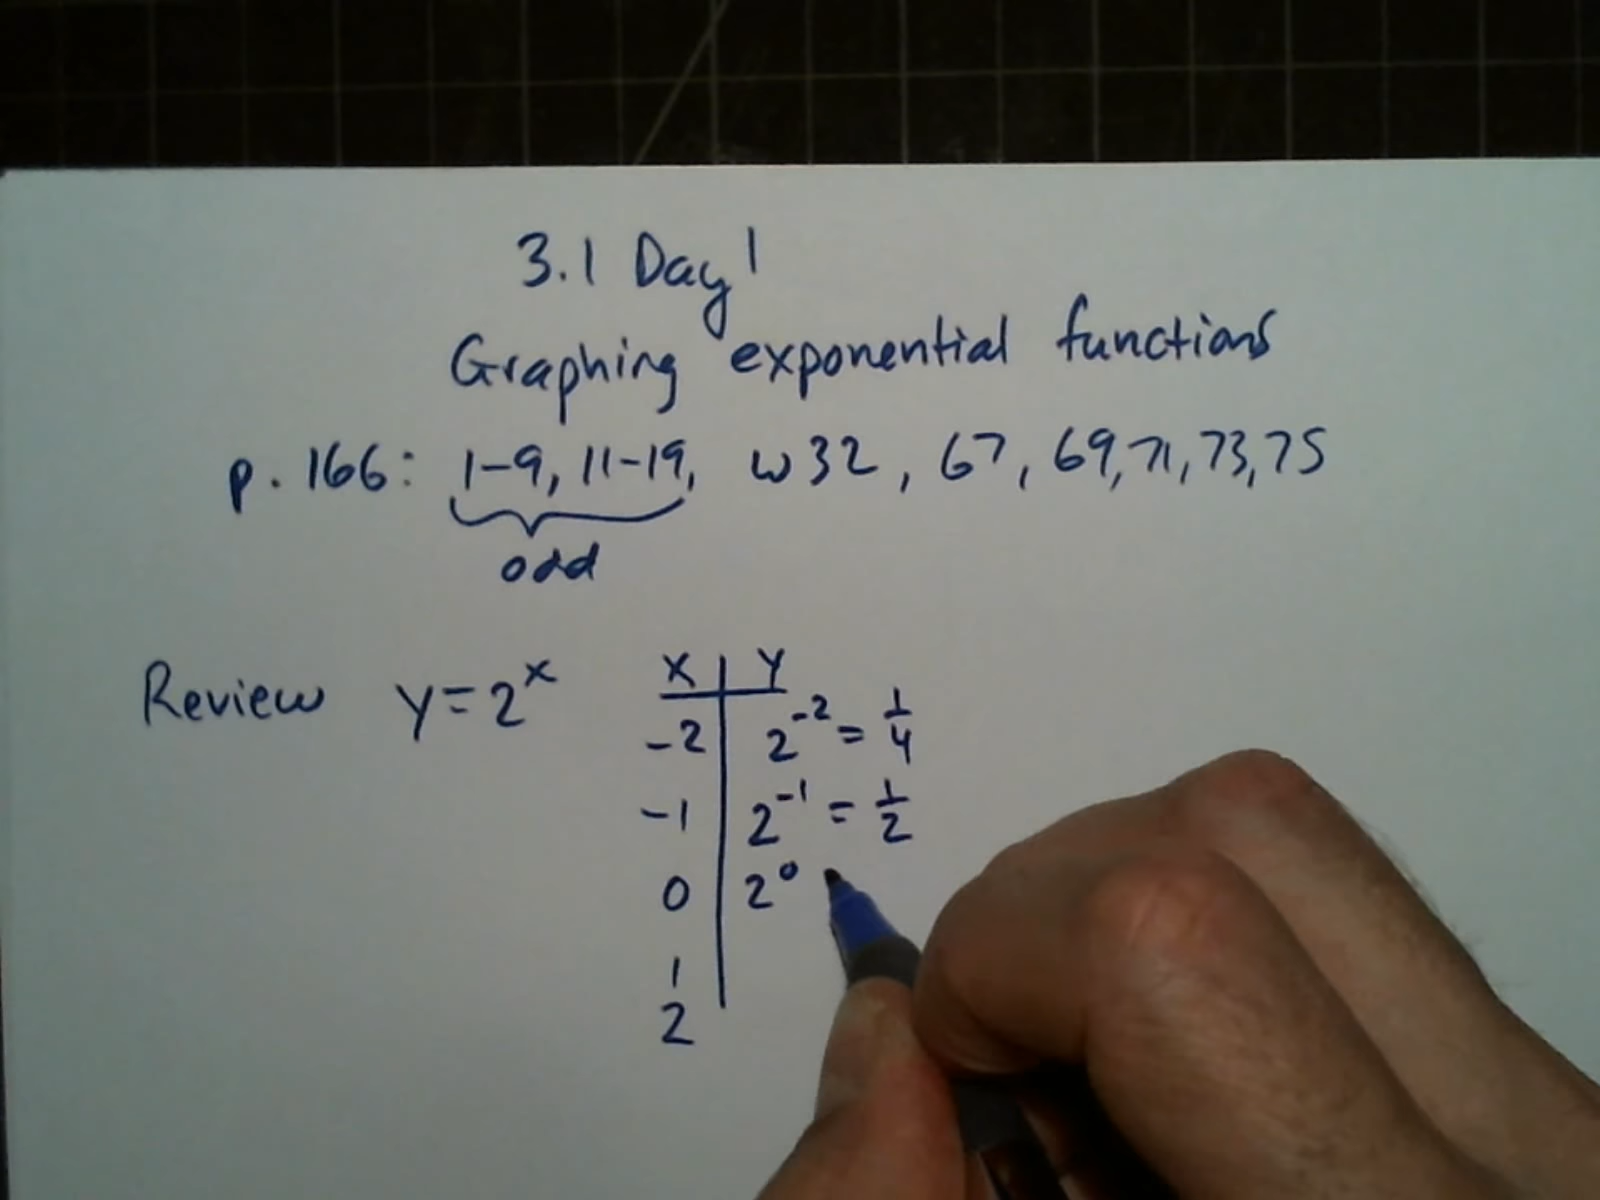 3.1 Day 1
Graphing exponential functions
p. 166: 1-9, 11-19, w32, 67, 69, 71, 73, 75
odd
Review y=2^x
x | y
-2 | 2^-2 = 1/4
-1 | 2^-1 = 1/2
0 | 2^0
1
2